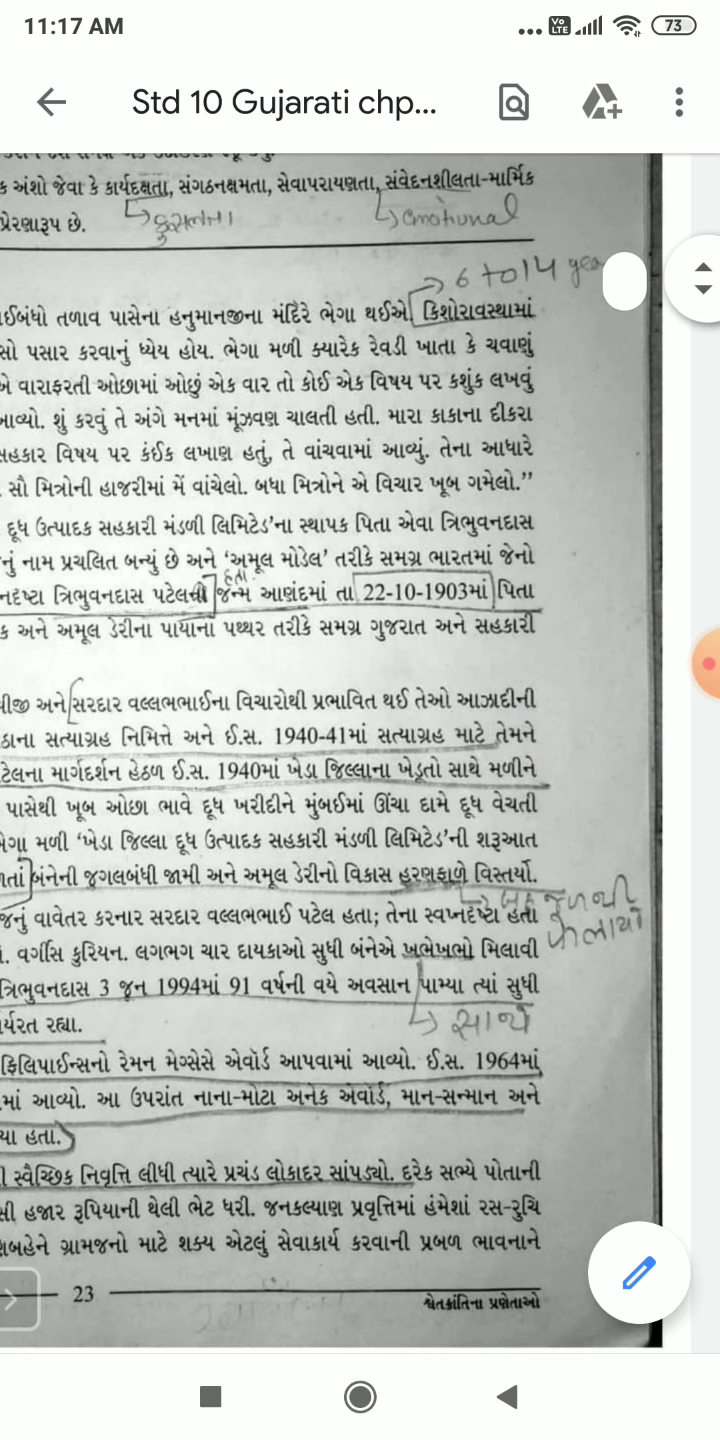 11:17 AM
Vo LTE 73
Std 10 Gujarati chp...
ક અંશો જેવા કે કાર્યદક્ષતા, સંગઠનક્ષમતા, સેવાપરાયણતા, સંવેદનશીલતા-માર્મિક
પ્રેરણારૂપ છે.
કુશળતા emotional
6 to 14 year
ઈબંધો તળાવ પાસેના હનુમાનજીના મંદિરે ભેગા થઈએ. કિશોરાવસ્થામાં
સો પસાર કરવાનું ધ્યેય હોય. ભેગા મળી ક્યારેક રેવડી ખાતા કે ચવાણું
એ વારાફરતી ઓછામાં ઓછું એક વાર તો કોઈ એક વિષય પર કશુંક લખવું
આવ્યો. શું કરવું તે અંગે મનમાં મૂંઝવણ ચાલતી હતી. મારા કાકાના દીકરા
સહકાર વિષય પર કંઈક લખાણ હતું, તે વાંચવામાં આવ્યું. તેના આધારે
સૌ મિત્રોની હાજરીમાં મેં વાંચેલો. બધા મિત્રોને એ વિચાર ખૂબ ગમેલો.”
દૂધ ઉત્પાદક સહકારી મંડળી લિમિટેડ'ના સ્થાપક પિતા એવા ત્રિભુવનદાસ
નું નામ પ્રચલિત બન્યું છે અને ‘અમૂલ મોડેલ' તરીકે સમગ્ર ભારતમાં જેનો
હતા
નદષ્ટા ત્રિભુવનદાસ પટેલની જન્મ આણંદમાં તા 22-10-1903માં પિતા
ક અને અમૂલ ડેરીના પાયાના પથ્થર તરીકે સમગ્ર ગુજરાત અને સહકારી
ધીજી અને સરદાર વલ્લભભાઈના વિચારોથી પ્રભાવિત થઈ તેઓ આઝાદીની
ઠાના સત્યાગ્રહ નિમિત્તે અને ઈ.સ. 1940-41માં સત્યાગ્રહ માટે તેમને
ટેલના માર્ગદર્શન હેઠળ ઈ.સ. 1940માં ખેડા જિલ્લાના ખેડૂતો સાથે મળીને
પાસેથી ખૂબ ઓછા ભાવે દૂધ ખરીદીને મુંબઈમાં ઊંચા દામે દૂધ વેચતી
ભેગા મળી ‘ખેડા જિલ્લા દૂધ ઉત્પાદક સહકારી મંડળી લિમિટેડ'ની શરૂઆત
ળતાં બંનેની જુગલબંધી જામી અને અમૂલ ડેરીનો વિકાસ હરણફાળે વિસ્તર્યો.
જનું વાવેતર કરનાર સરદાર વલ્લભભાઈ પટેલ હતા; તેના સ્વપ્નદષ્ટા હતા
ફેલાયો
. વર્ગીસ કુરિયન. લગભગ ચાર દાયકાઓ સુધી બંનેએ ખભેખભો મિલાવી
ત્રિભુવનદાસ 3 જૂન 1994માં 91 વર્ષની વયે અવસાન પામ્યા ત્યાં સુધી
ર્યરત રહ્યા.
સાથે
ફિલિપાઈન્સનો રેમન મેગ્સેસે એવૉર્ડ આપવામાં આવ્યો. ઈ.સ. 1964માં
માં આવ્યો. આ ઉપરાંત નાના-મોટા અનેક એવૉર્ડ, માન-સન્માન અને
યા હતા.
ી સ્વૈચ્છિક નિવૃત્તિ લીધી ત્યારે પ્રચંડ લોકાદર સાંપડ્યો. દરેક સભ્યે પોતાની
સી હજાર રૂપિયાની થેલી ભેટ ધરી. જનકલ્યાણ પ્રવૃત્તિમાં હંમેશાં રસ-રુચિ
ણબહેને ગ્રામજનો માટે શક્ય એટલું સેવાકાર્ય કરવાની પ્રબળ ભાવનાને
23
શ્વેતક્રાંતિના પ્રણેતાઓ